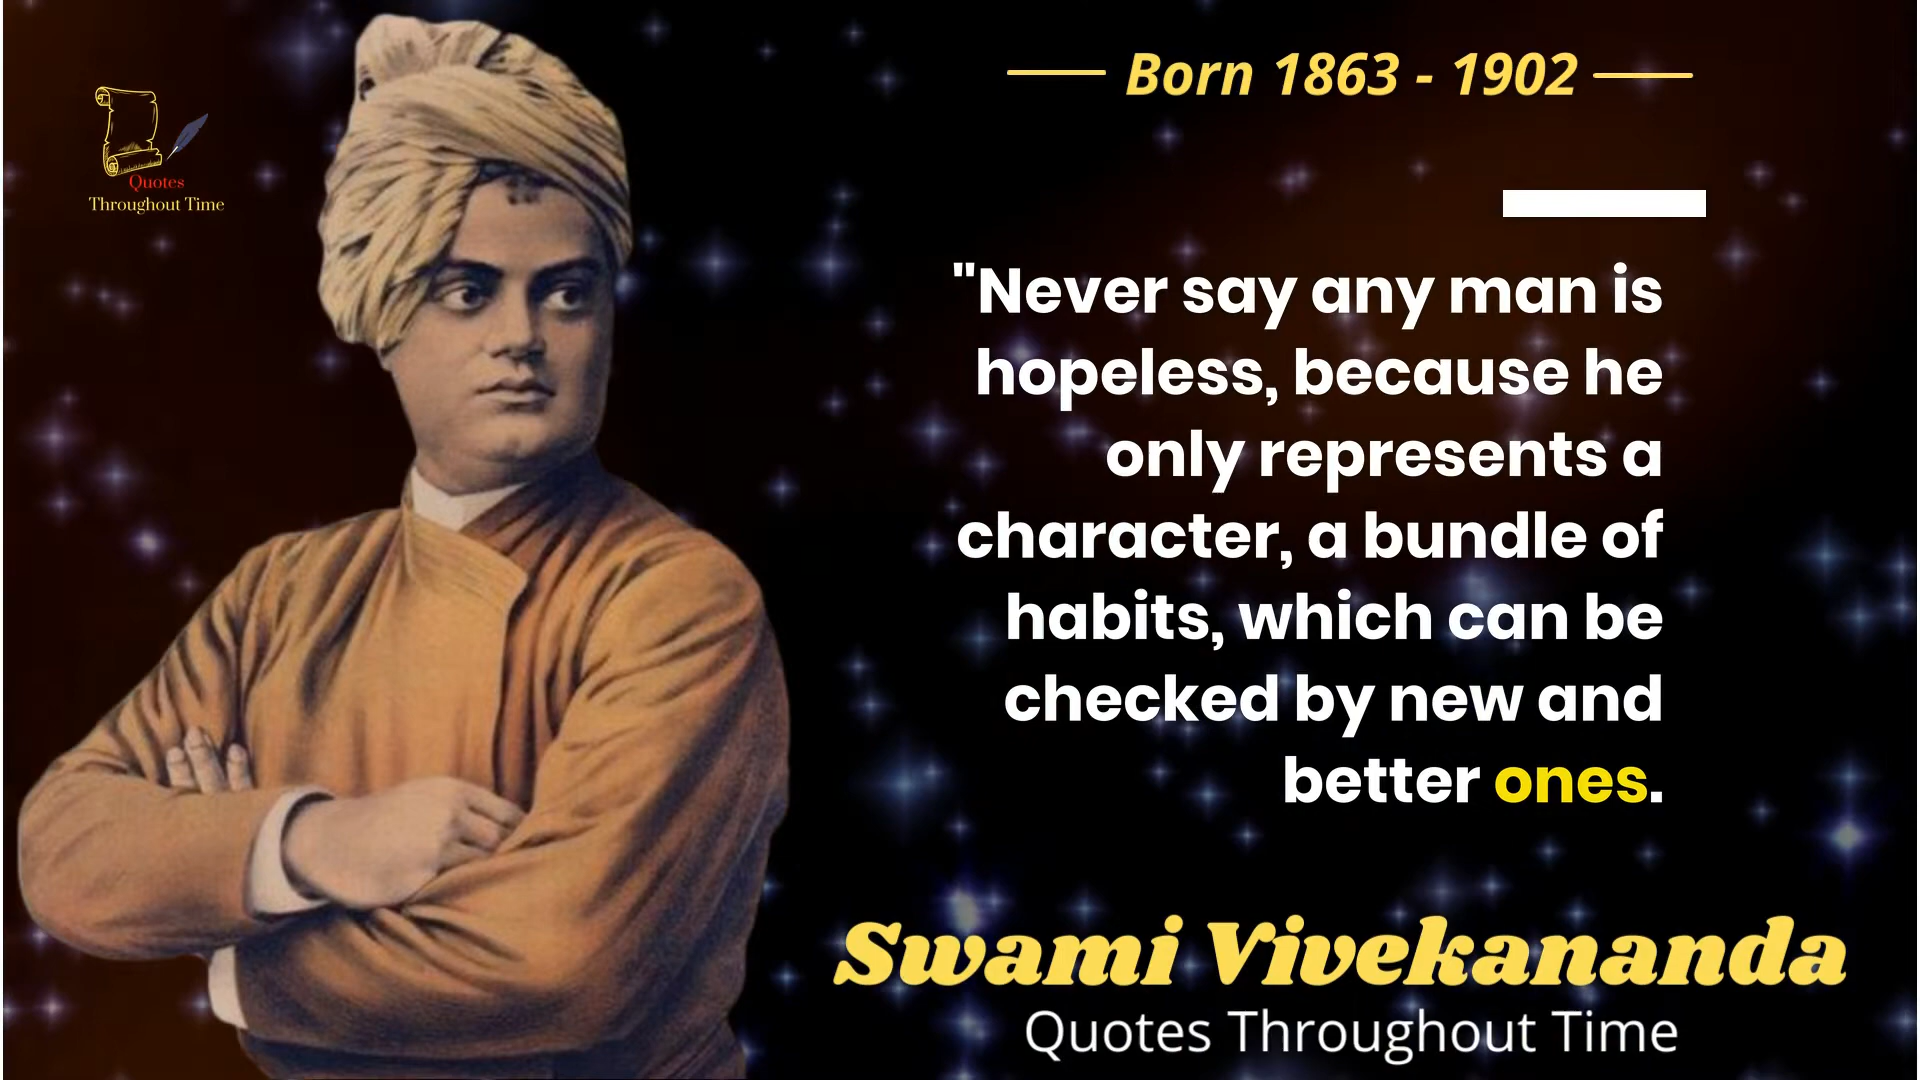 Quotes
Throughout Time
Born 1863 - 1902
"Never say any man is
hopeless, because he
only represents a
character, a bundle of
habits, which can be
checked by new and
better ones.
Swami Vivekananda
Quotes Throughout Time